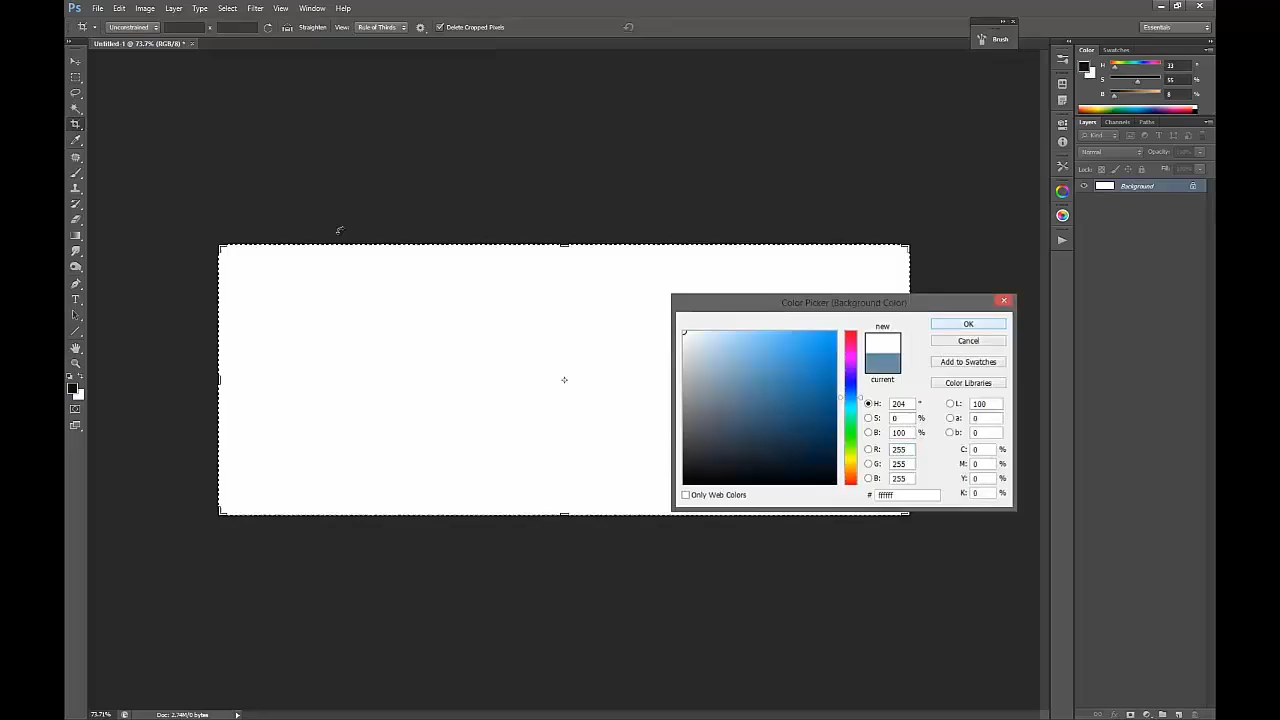 Ps File Edit Image Layer Type Select Filter View Window Help
Unconstrained x Straighten View: Rule of Thirds Delete Cropped Pixels
Brush
Essentials
Untitled-1 @ 73.7% (RGB/8) * ×
Color Swatches
H 33 °
S 55 %
B 8 %
Layers Channels Paths
Kind
Normal Opacity: 100%
Lock: Fill: 100%
Background
Color Picker (Background Color)
new
current
OK
Cancel
Add to Swatches
Color Libraries
H: 204 °
S: 0 %
B: 100 %
R: 255
G: 255
B: 255
# ffffff
L: 100
a: 0
b: 0
C: 0 %
M: 0 %
Y: 0 %
K: 0 %
Only Web Colors
73.71% Doc: 2.74M/0 bytes